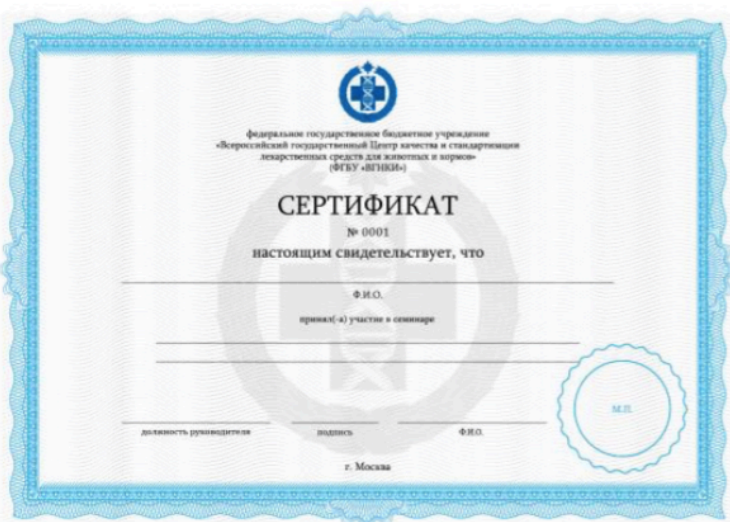 федеральное государственное бюджетное учреждение
«Всероссийский государственный Центр качества и стандартизации
лекарственных средств для животных и кормов»
(ФГБУ «ВГНКИ»)
СЕРТИФИКАТ
№ 0001
настоящим свидетельствует, что
Ф.И.О.
принял(-а) участие в семинаре
М.П.
должность руководителя подпись Ф.И.О.
г. Москва